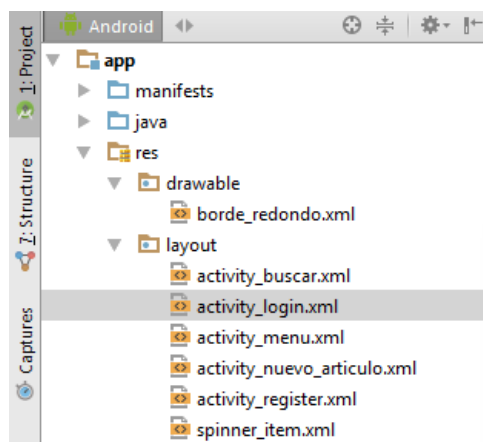 Android
1: Project
7: Structure
Captures
app
manifests
java
res
drawable
borde_redondo.xml
layout
activity_buscar.xml
activity_login.xml
activity_menu.xml
activity_nuevo_articulo.xml
activity_register.xml
spinner_item.xml